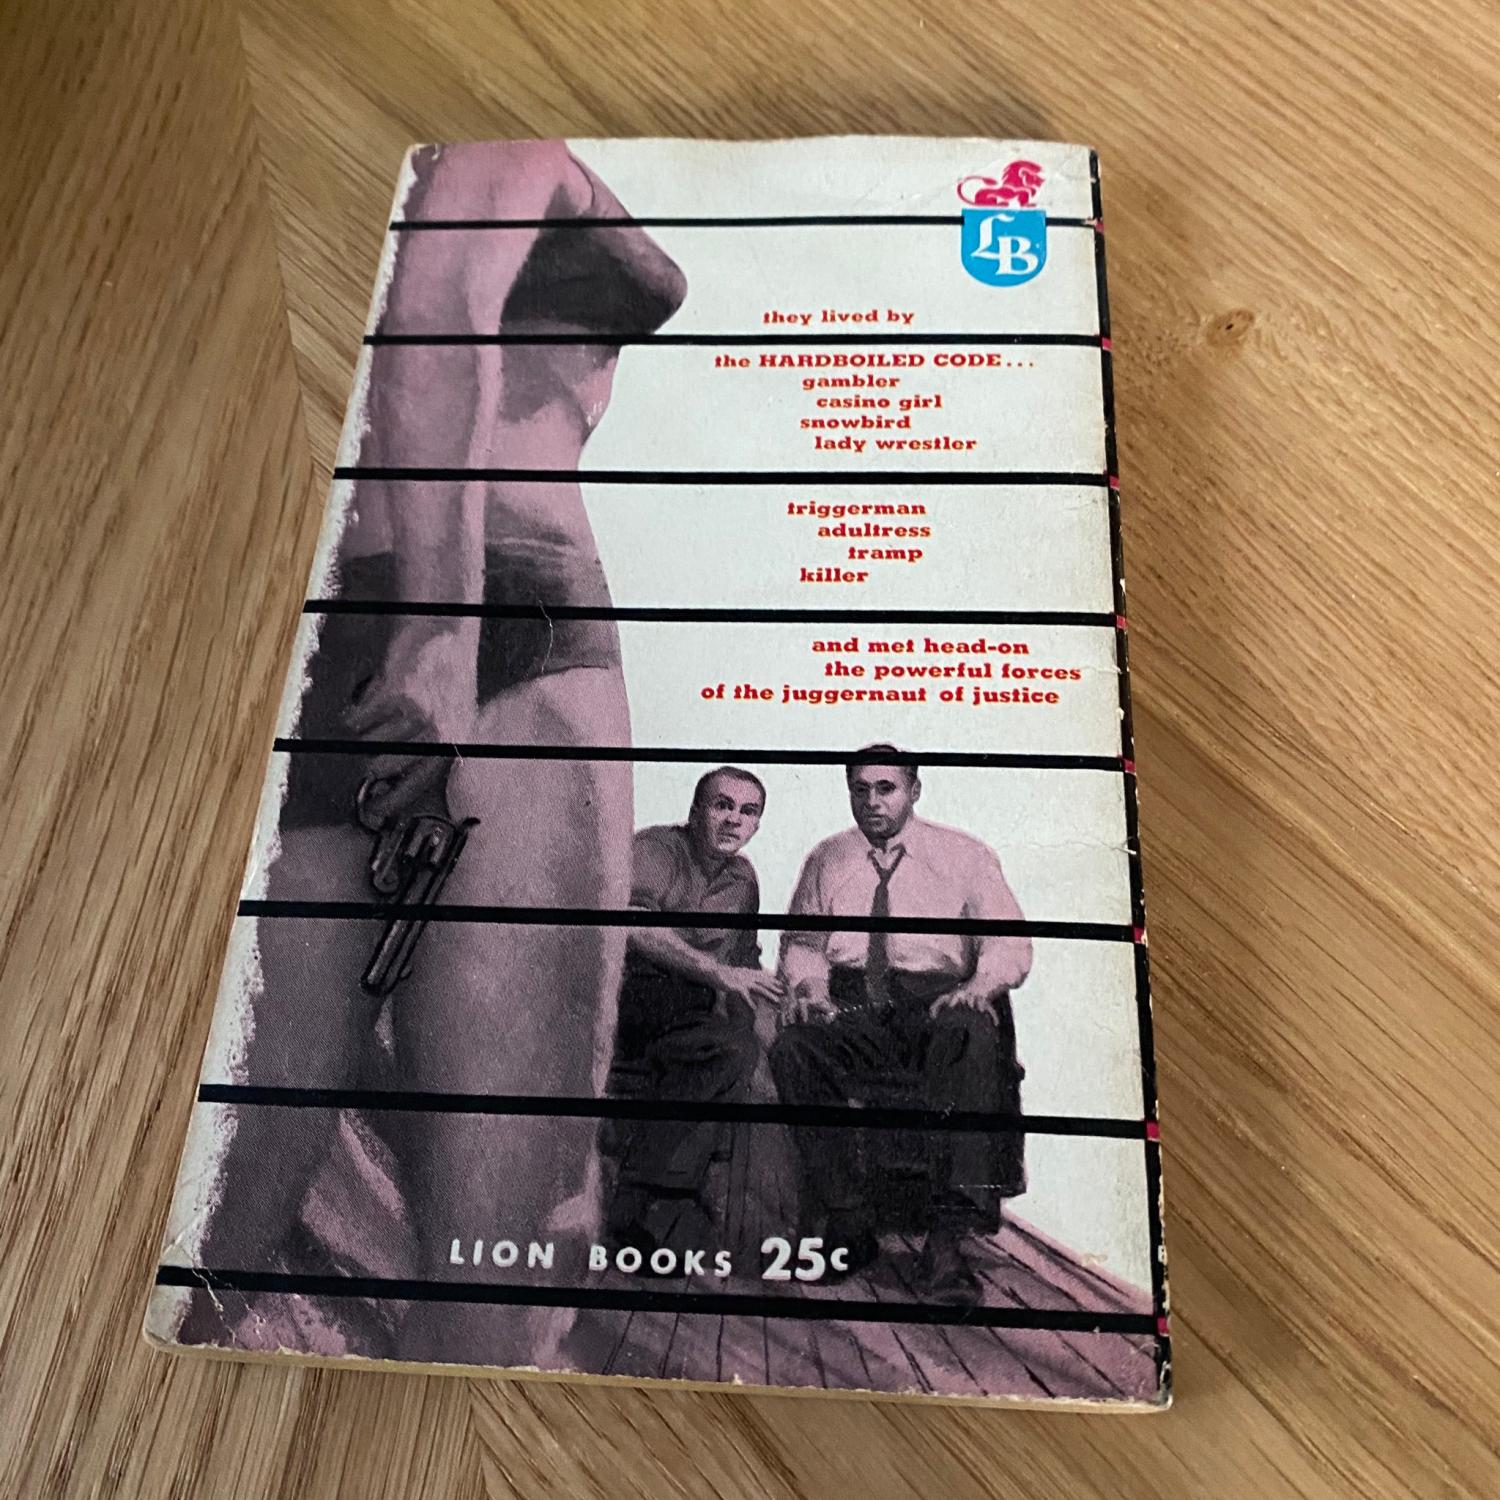 LB
they lived by
the HARDBOILED CODE...
gambler
casino girl
snowbird
lady wrestler
triggerman
adultress
tramp
killer
and met head-on
the powerful forces
of the juggernaut of justice
LION BOOKS 25c